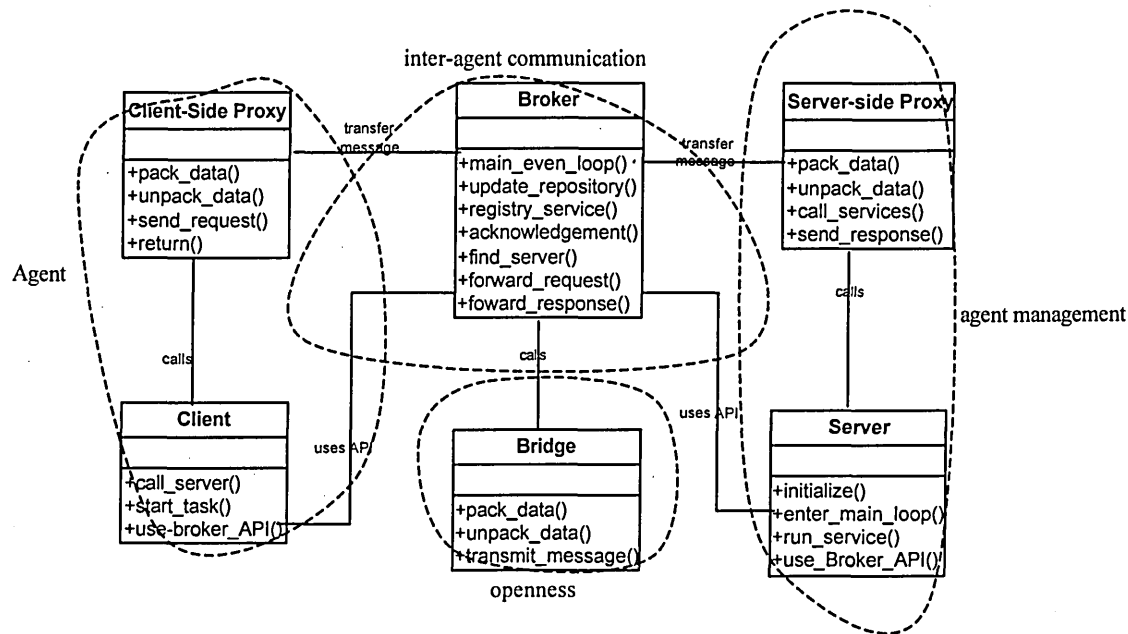 inter-agent communication
Client-Side Proxy
+pack_data()
+unpack_data()
+send_request()
+return()
transfer
message
Broker
+main_even_loop()
+update_repository()
+registry_service()
+acknowledgement()
+find_server()
+forward_request()
+foward_response()
transfer
message
Server-side Proxy
+pack_data()
+unpack_data()
+call_services()
+send_response()
Agent
calls
calls
calls
agent management
Client
+call_server()
+start_task()
+use-broker_API()
uses API
Bridge
+pack_data()
+unpack_data()
+transmit_message()
openness
uses API
Server
+initialize()
+enter_main_loop()
+run_service()
+use_Broker_API()